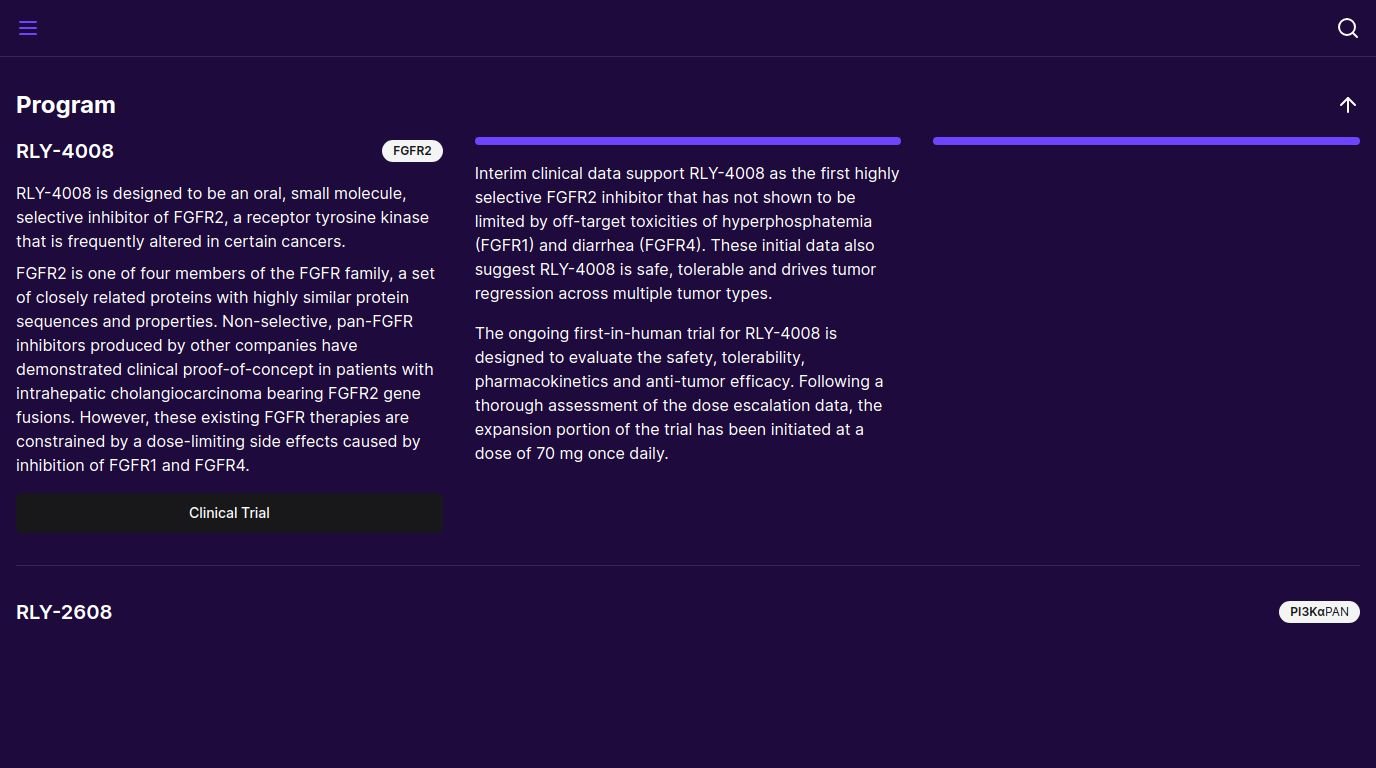 Program
RLY-4008
FGFR2
RLY-4008 is designed to be an oral, small molecule,
selective inhibitor of FGFR2, a receptor tyrosine kinase
that is frequently altered in certain cancers.
FGFR2 is one of four members of the FGFR family, a set
of closely related proteins with highly similar protein
sequences and properties. Non-selective, pan-FGFR
inhibitors produced by other companies have
demonstrated clinical proof-of-concept in patients with
intrahepatic cholangiocarcinoma bearing FGFR2 gene
fusions. However, these existing FGFR therapies are
constrained by a dose-limiting side effects caused by
inhibition of FGFR1 and FGFR4.
Clinical Trial
Interim clinical data support RLY-4008 as the first highly
selective FGFR2 inhibitor that has not shown to be
limited by off-target toxicities of hyperphosphatemia
(FGFR1) and diarrhea (FGFR4). These initial data also
suggest RLY-4008 is safe, tolerable and drives tumor
regression across multiple tumor types.
The ongoing first-in-human trial for RLY-4008 is
designed to evaluate the safety, tolerability,
pharmacokinetics and anti-tumor efficacy. Following a
thorough assessment of the dose escalation data, the
expansion portion of the trial has been initiated at a
dose of 70 mg once daily.
RLY-2608
PI3KαPAN